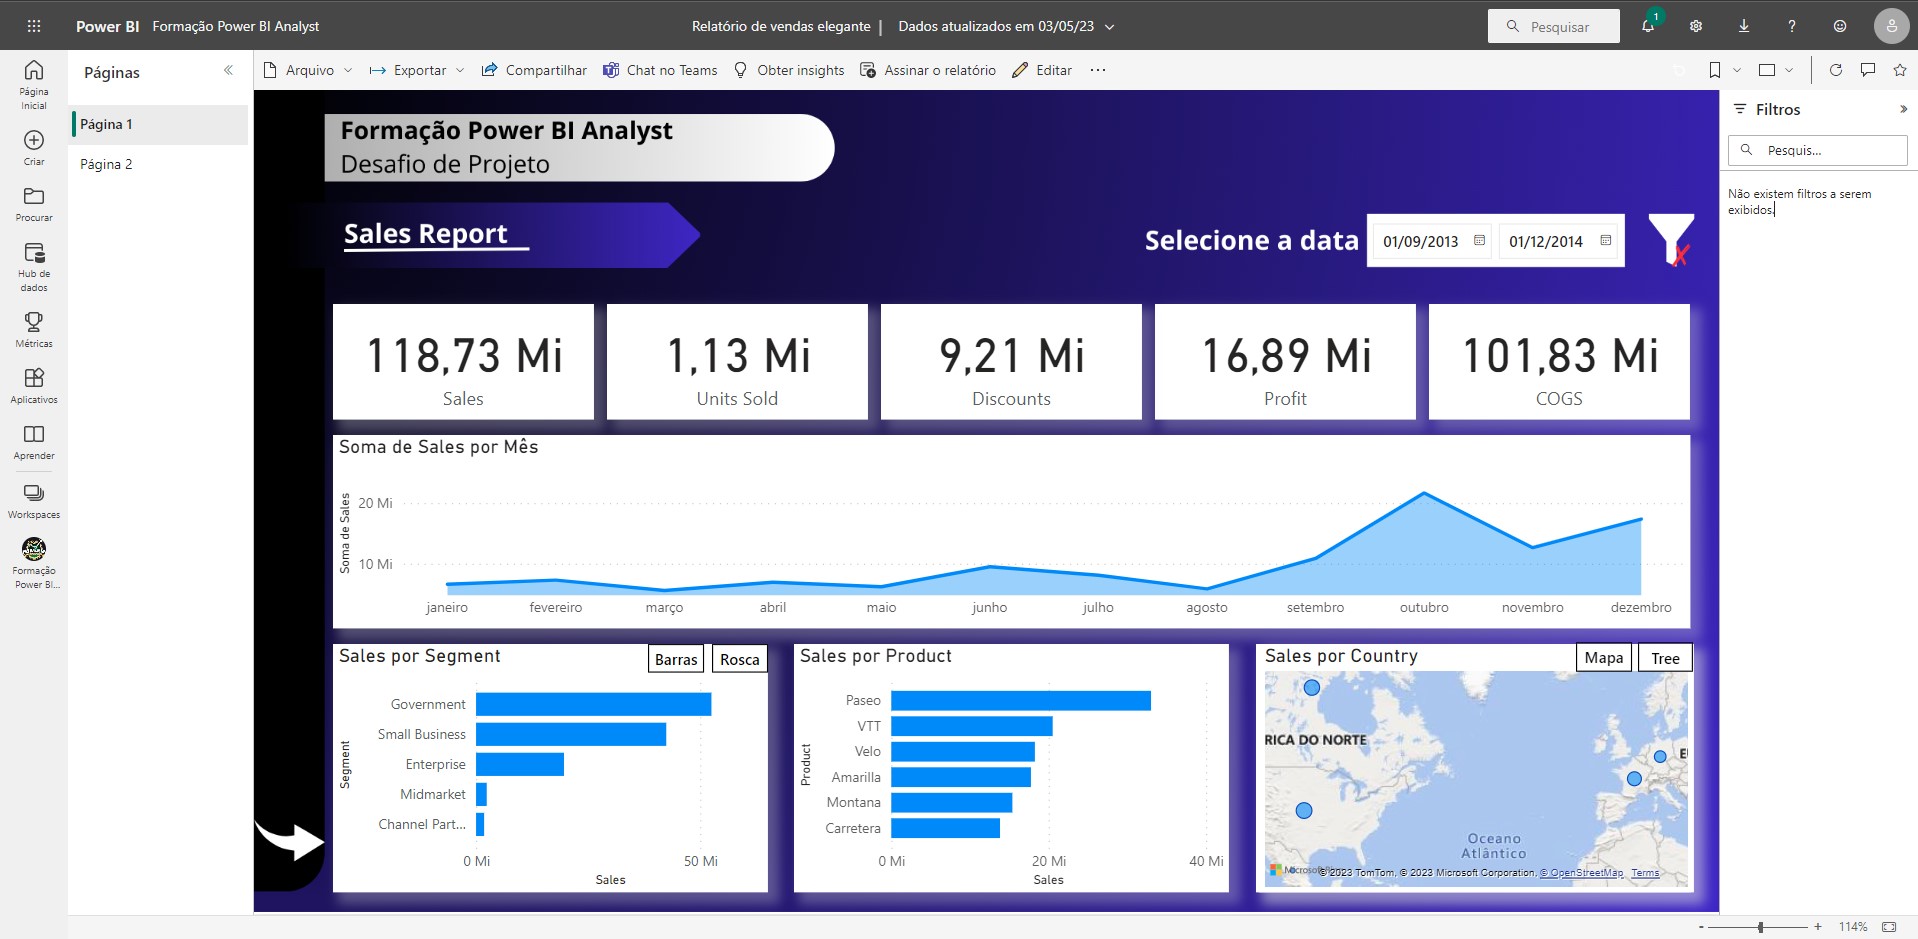 Power BI Formação Power BI Analyst
Relatório de vendas elegante | Dados atualizados em 03/05/23
Pesquisar
1
Página
Inicial
Criar
Procurar
Hub de
dados
Métricas
Aplicativos
Aprender
Workspaces
Formação
Power BI...
Páginas
Página 1
Página 2
Arquivo Exportar Compartilhar Chat no Teams Obter insights Assinar o relatório Editar ...
Formação Power BI Analyst
Desafio de Projeto
Sales Report
Selecione a data 01/09/2013 01/12/2014
118,73 Mi
Sales
1,13 Mi
Units Sold
9,21 Mi
Discounts
16,89 Mi
Profit
101,83 Mi
COGS
Soma de Sales por Mês
Soma de Sales
20 Mi
10 Mi
janeiro fevereiro março abril maio junho julho agosto setembro outubro novembro dezembro
Sales por Segment
Barras Rosca
Segment
Government
Small Business
Enterprise
Midmarket
Channel Part...
0 Mi 50 Mi
Sales
Sales por Product
Product
Paseo
VTT
Velo
Amarilla
Montana
Carretera
0 Mi 20 Mi 40 Mi
Sales
Sales por Country
Mapa Tree
RICA DO NORTE
Oceano
Atlântico
© 2023 TomTom, © 2023 Microsoft Corporation, © OpenStreetMap Terms
Filtros
Pesquis...
Não existem filtros a serem
exibidos.
- + 114%